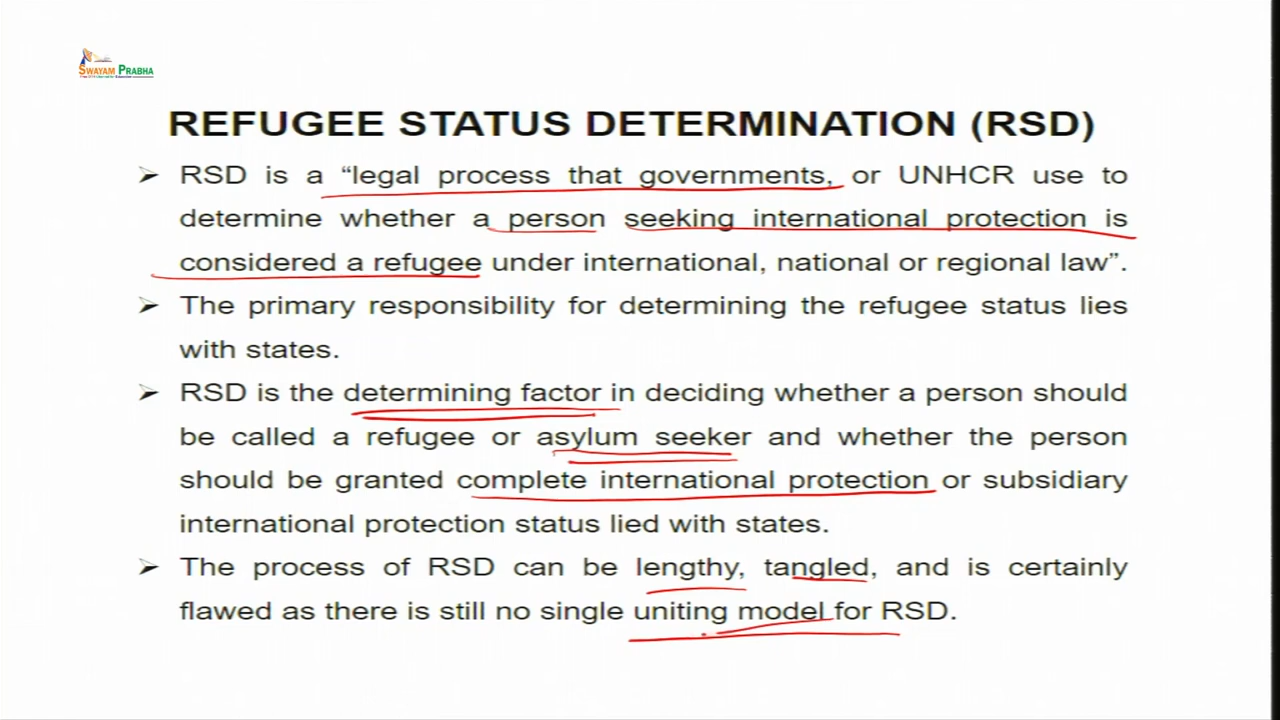 SWAYAM PRABHA
REFUGEE STATUS DETERMINATION (RSD)
➢ RSD is a “legal process that governments, or UNHCR use to
determine whether a person seeking international protection is
considered a refugee under international, national or regional law”.
➢ The primary responsibility for determining the refugee status lies
with states.
➢ RSD is the determining factor in deciding whether a person should
be called a refugee or asylum seeker and whether the person
should be granted complete international protection or subsidiary
international protection status lied with states.
➢ The process of RSD can be lengthy, tangled, and is certainly
flawed as there is still no single uniting model for RSD.